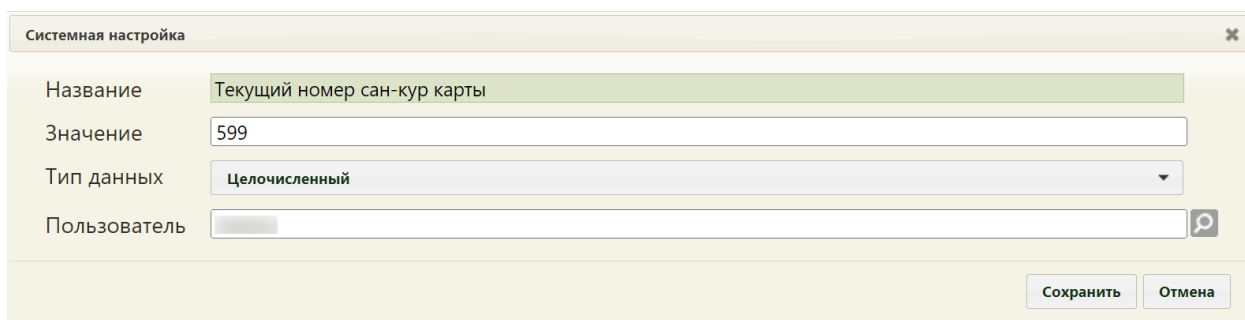 Системная настройка
Название Текущий номер сан-кур карты
Значение 599
Тип данных Целочисленный
Пользователь
Сохранить Отмена